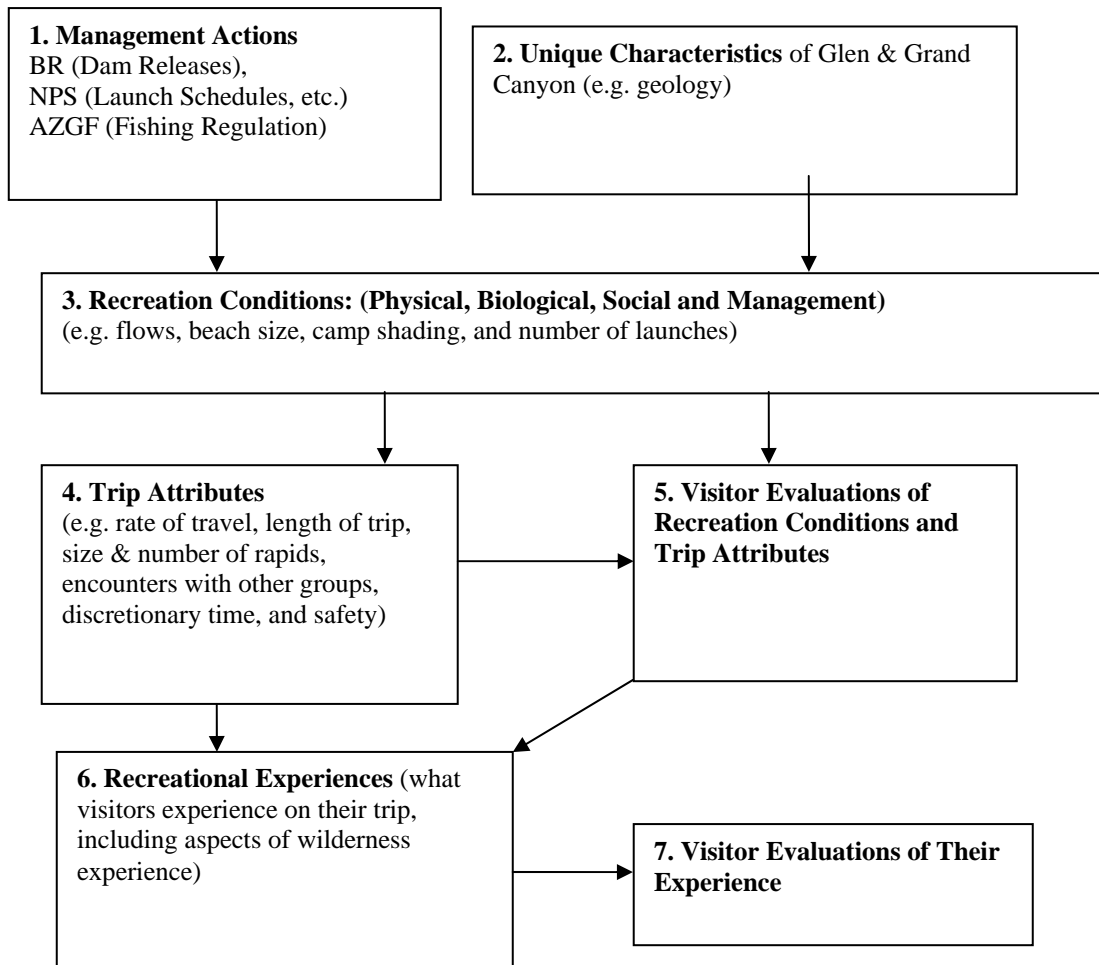 1. Management Actions
BR (Dam Releases),
NPS (Launch Schedules, etc.)
AZGF (Fishing Regulation)
2. Unique Characteristics of Glen & Grand
Canyon (e.g. geology)
3. Recreation Conditions: (Physical, Biological, Social and Management)
(e.g. flows, beach size, camp shading, and number of launches)
4. Trip Attributes
(e.g. rate of travel, length of trip,
size & number of rapids,
encounters with other groups,
discretionary time, and safety)
5. Visitor Evaluations of
Recreation Conditions and
Trip Attributes
6. Recreational Experiences (what
visitors experience on their trip,
including aspects of wilderness
experience)
7. Visitor Evaluations of Their
Experience